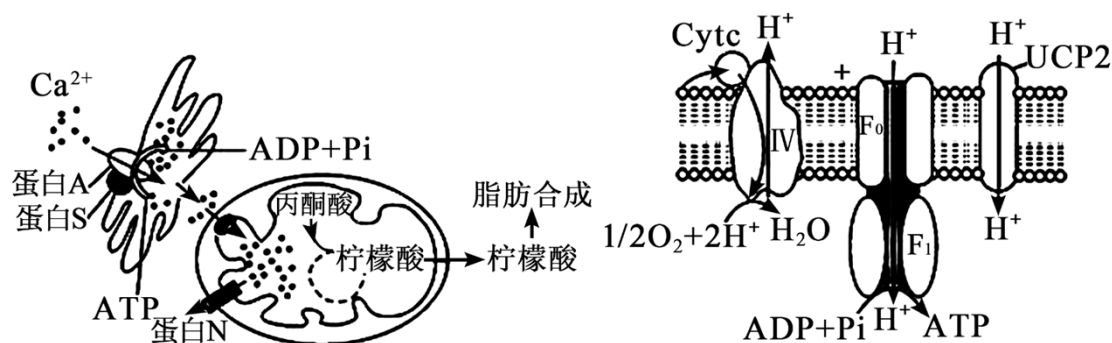 Ca²⁺
ADP+Pi
蛋白A
蛋白S
ATP
蛋白N
丙酮酸
柠檬酸
柠檬酸
脂肪合成
Cytc
H⁺
H⁺
H⁺
UCP2
+
F₀
IV
1/2O₂+2H⁺
H₂O
F₁
H⁺
ADP+Pi
H⁺
ATP